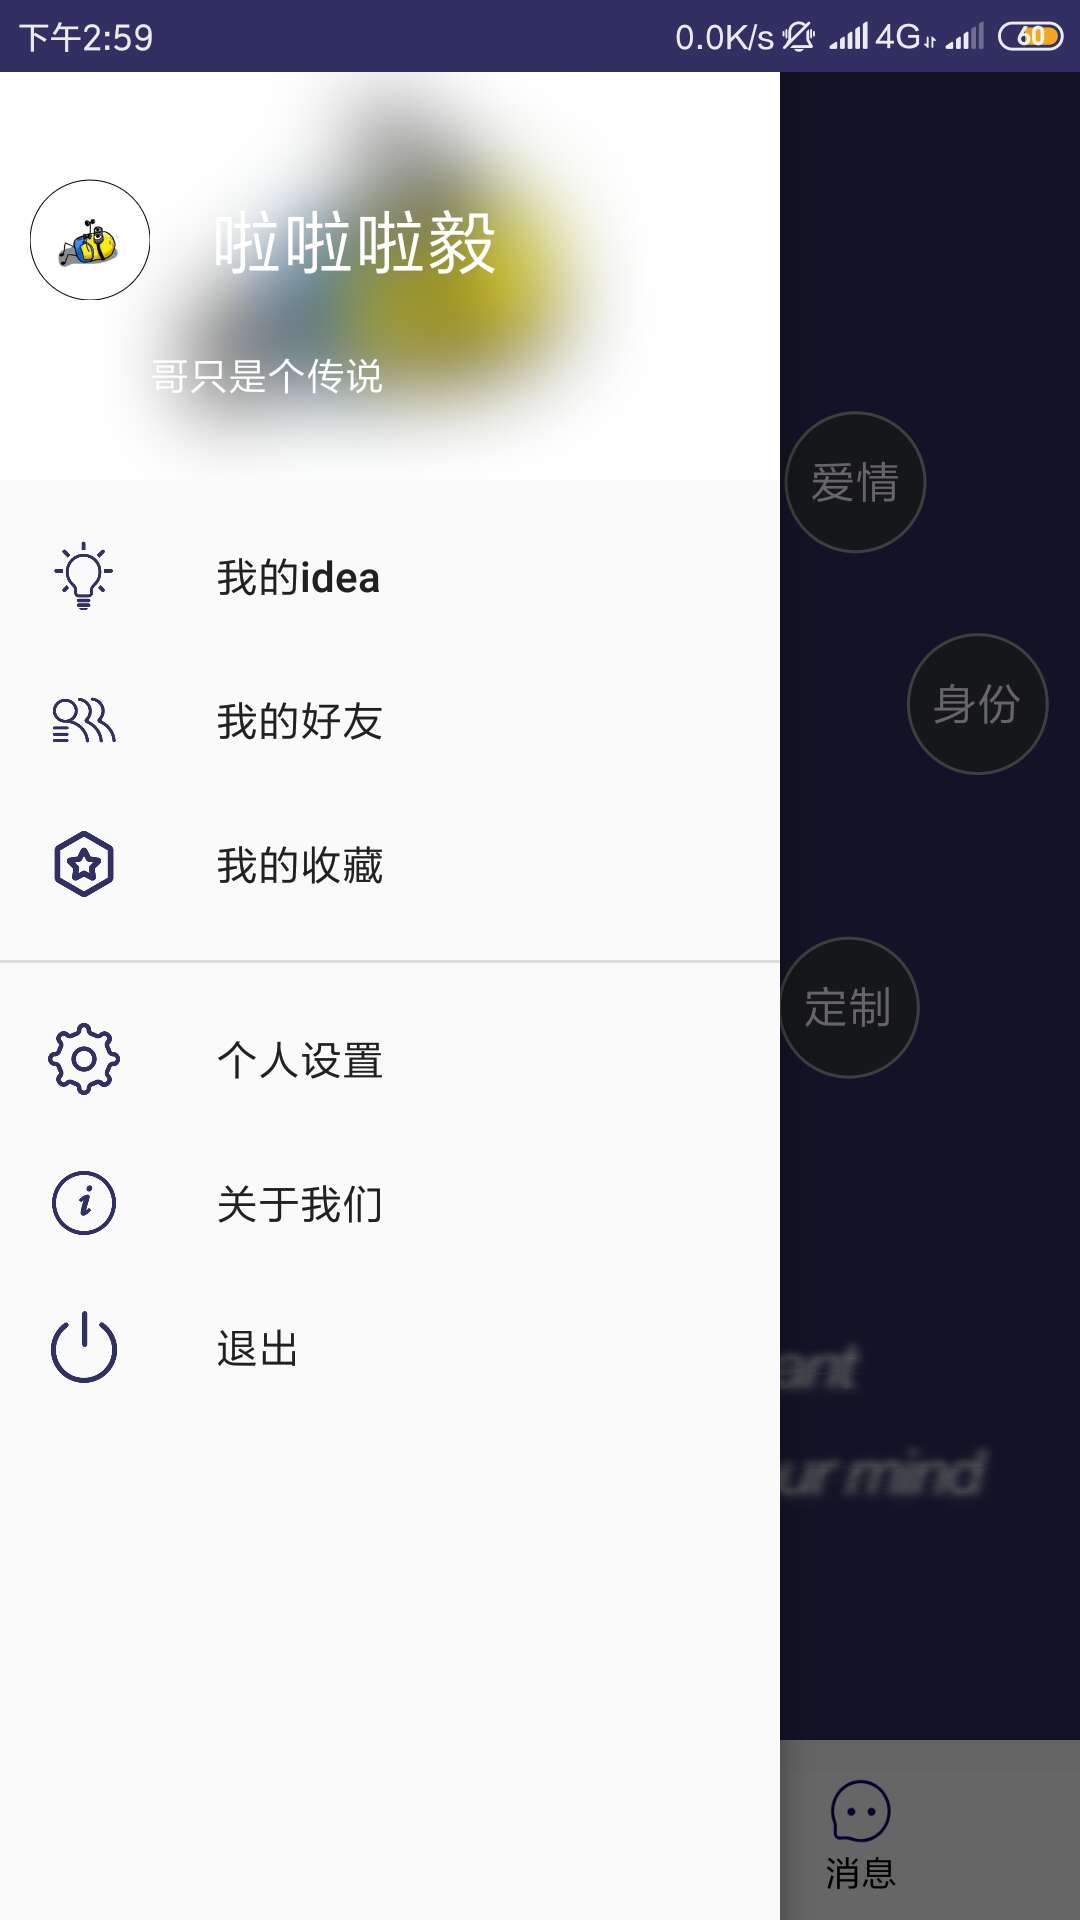 下午2:59
0.0K/s 4G 60
啦啦啦毅
哥只是个传说
爱情
我的idea
身份
我的好友
我的收藏
定制
个人设置
关于我们
退出
ant
ur mind
消息